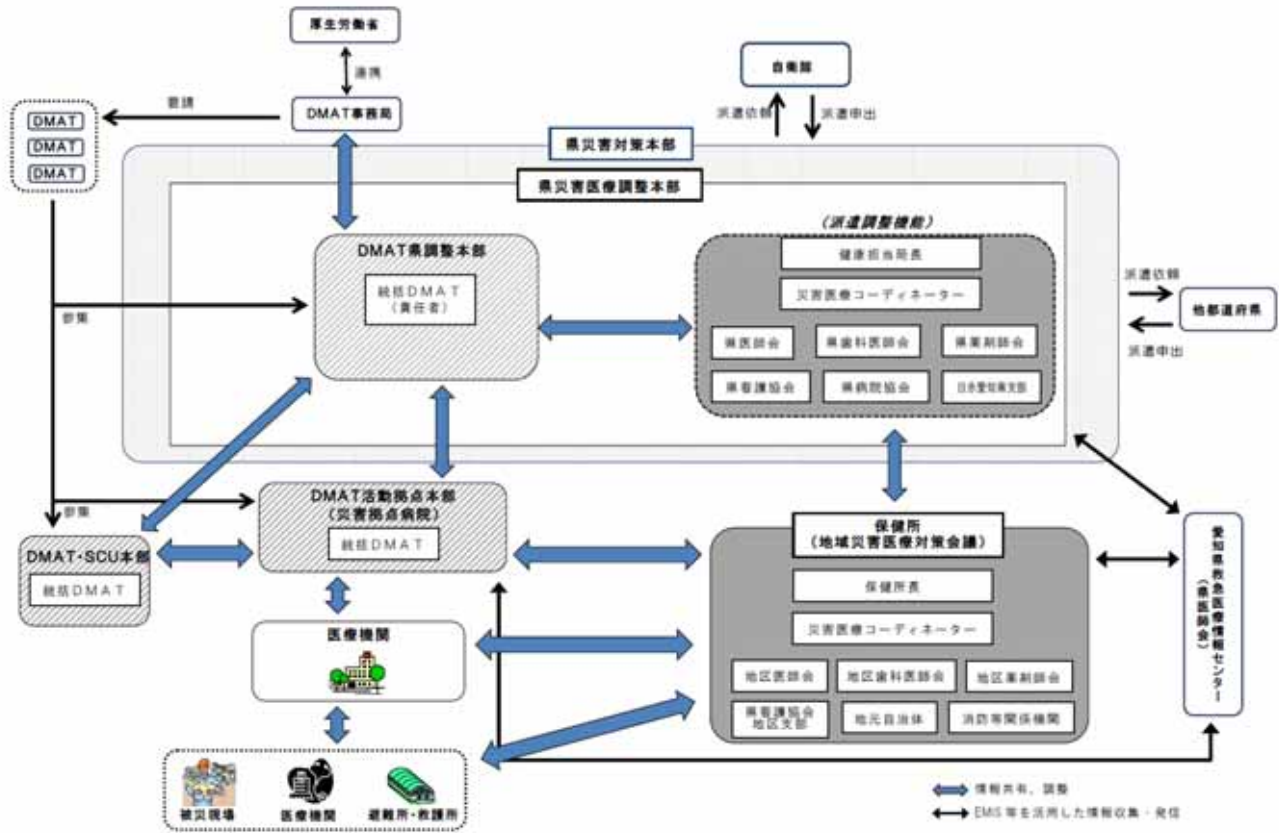 厚生労働省
連携
自衛隊
要請
DMAT事務局
派遣依頼
派遣申出
DMAT
DMAT
DMAT
県災害対策本部
県災害医療調整本部
(派遣調整機能)
DMAT県調整本部
統括DMAT
(責任者)
健康担当局長
災害医療コーディネーター
県医師会
県歯科医師会
県薬剤師会
県看護協会
県病院協会
日赤愛知県支部
派遣依頼
他都道府県
派遣申出
参集
参集
DMAT活動拠点本部
(災害拠点病院)
統括DMAT
DMAT・SCU本部
統括DMAT
保健所
(地域災害医療対策会議)
保健所長
災害医療コーディネーター
地区医師会
地区歯科医師会
地区薬剤師会
県看護協会
地区支部
地元自治体
消防等関係機関
愛知県救急医療情報センター
(県医師会)
医療機関
被災現場
医療機関
避難所・救護所
情報共有、調整
EMIS等を活用した情報収集・発信